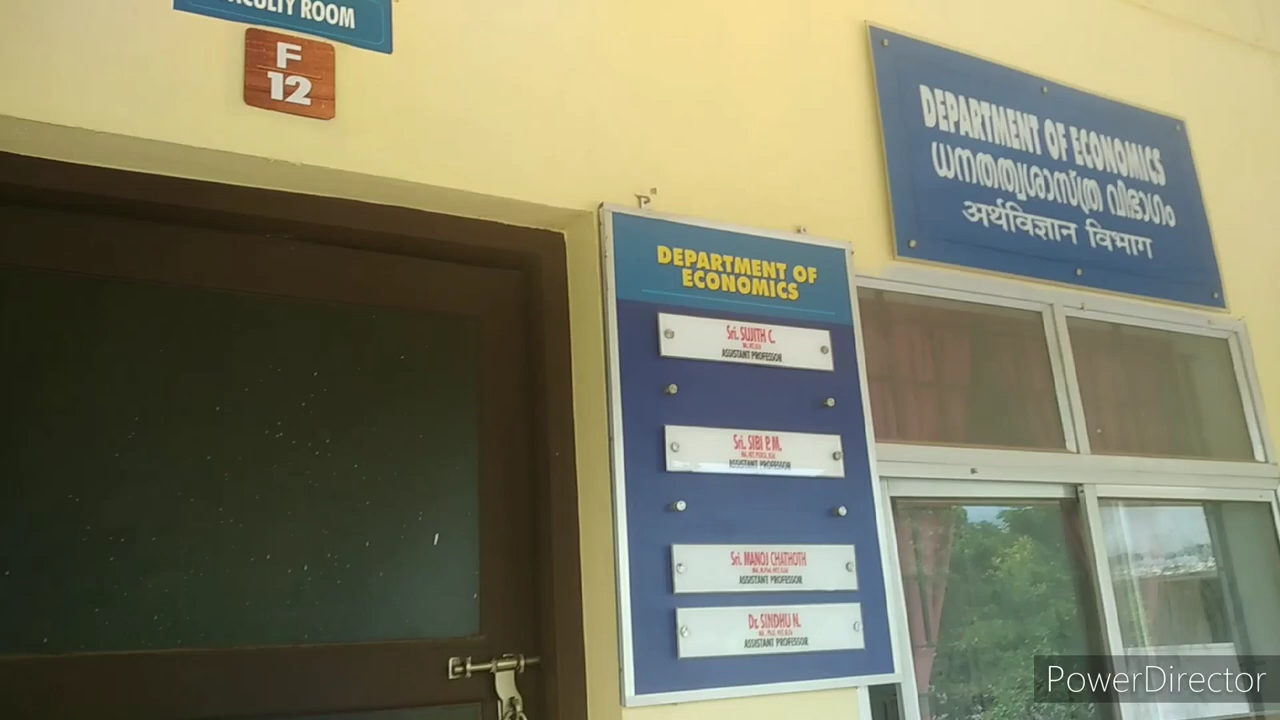 FACULTY ROOM
F
12
DEPARTMENT OF ECONOMICS
ധനതത്വശാസ്ത്ര വിഭാഗം
अर्थविज्ञान विभाग
DEPARTMENT OF
ECONOMICS
Sri. SUJITH C.
ASSISTANT PROFESSOR
Sri. SIBI P. M.
ASSISTANT PROFESSOR
Sri. MANOJ CHATHOTH
ASSISTANT PROFESSOR
Dr. SINDHU N.
ASSISTANT PROFESSOR
PowerDirector